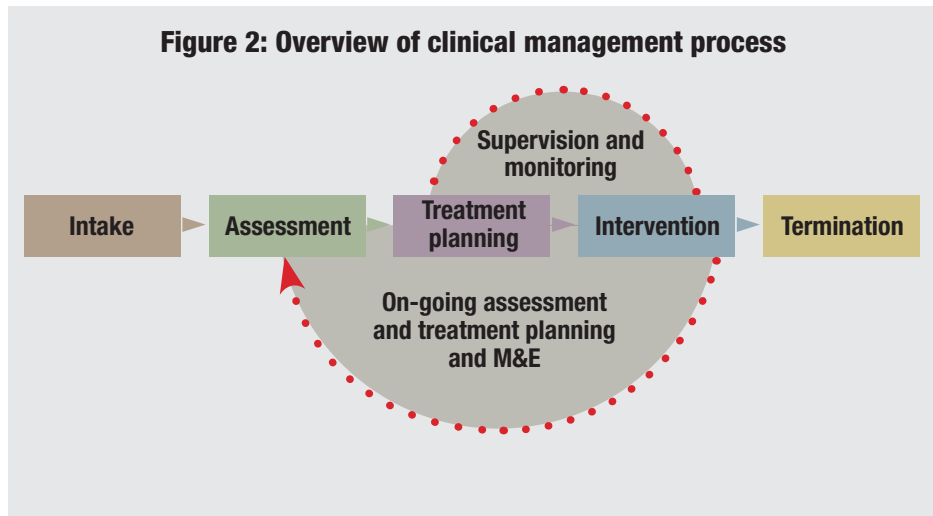 Figure 2: Overview of clinical management process
Supervision and
monitoring
Intake
Assessment
Treatment
planning
Intervention
Termination
On-going assessment
and treatment planning
and M&E